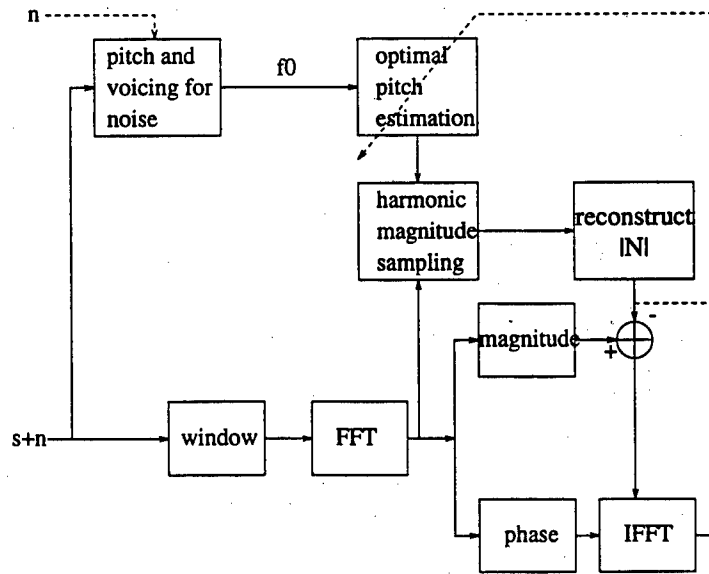 n
pitch and
voicing for
noise
f0
optimal
pitch
estimation
harmonic
magnitude
sampling
reconstruct
|N|
-
magnitude
+
s+n
window
FFT
phase
IFFT